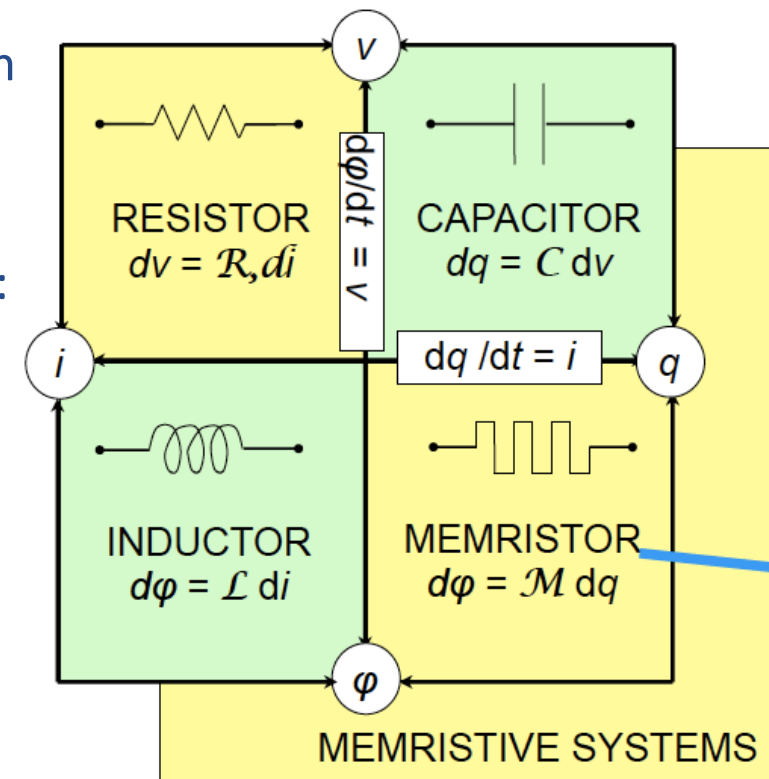 n
:
v
RESISTOR
dv = R,di
dφ/dt = v
CAPACITOR
dq = C dv
i
dq /dt = i
q
INDUCTOR
dφ = L di
MEMRISTOR
dφ = M dq
φ
MEMRISTIVE SYSTEMS